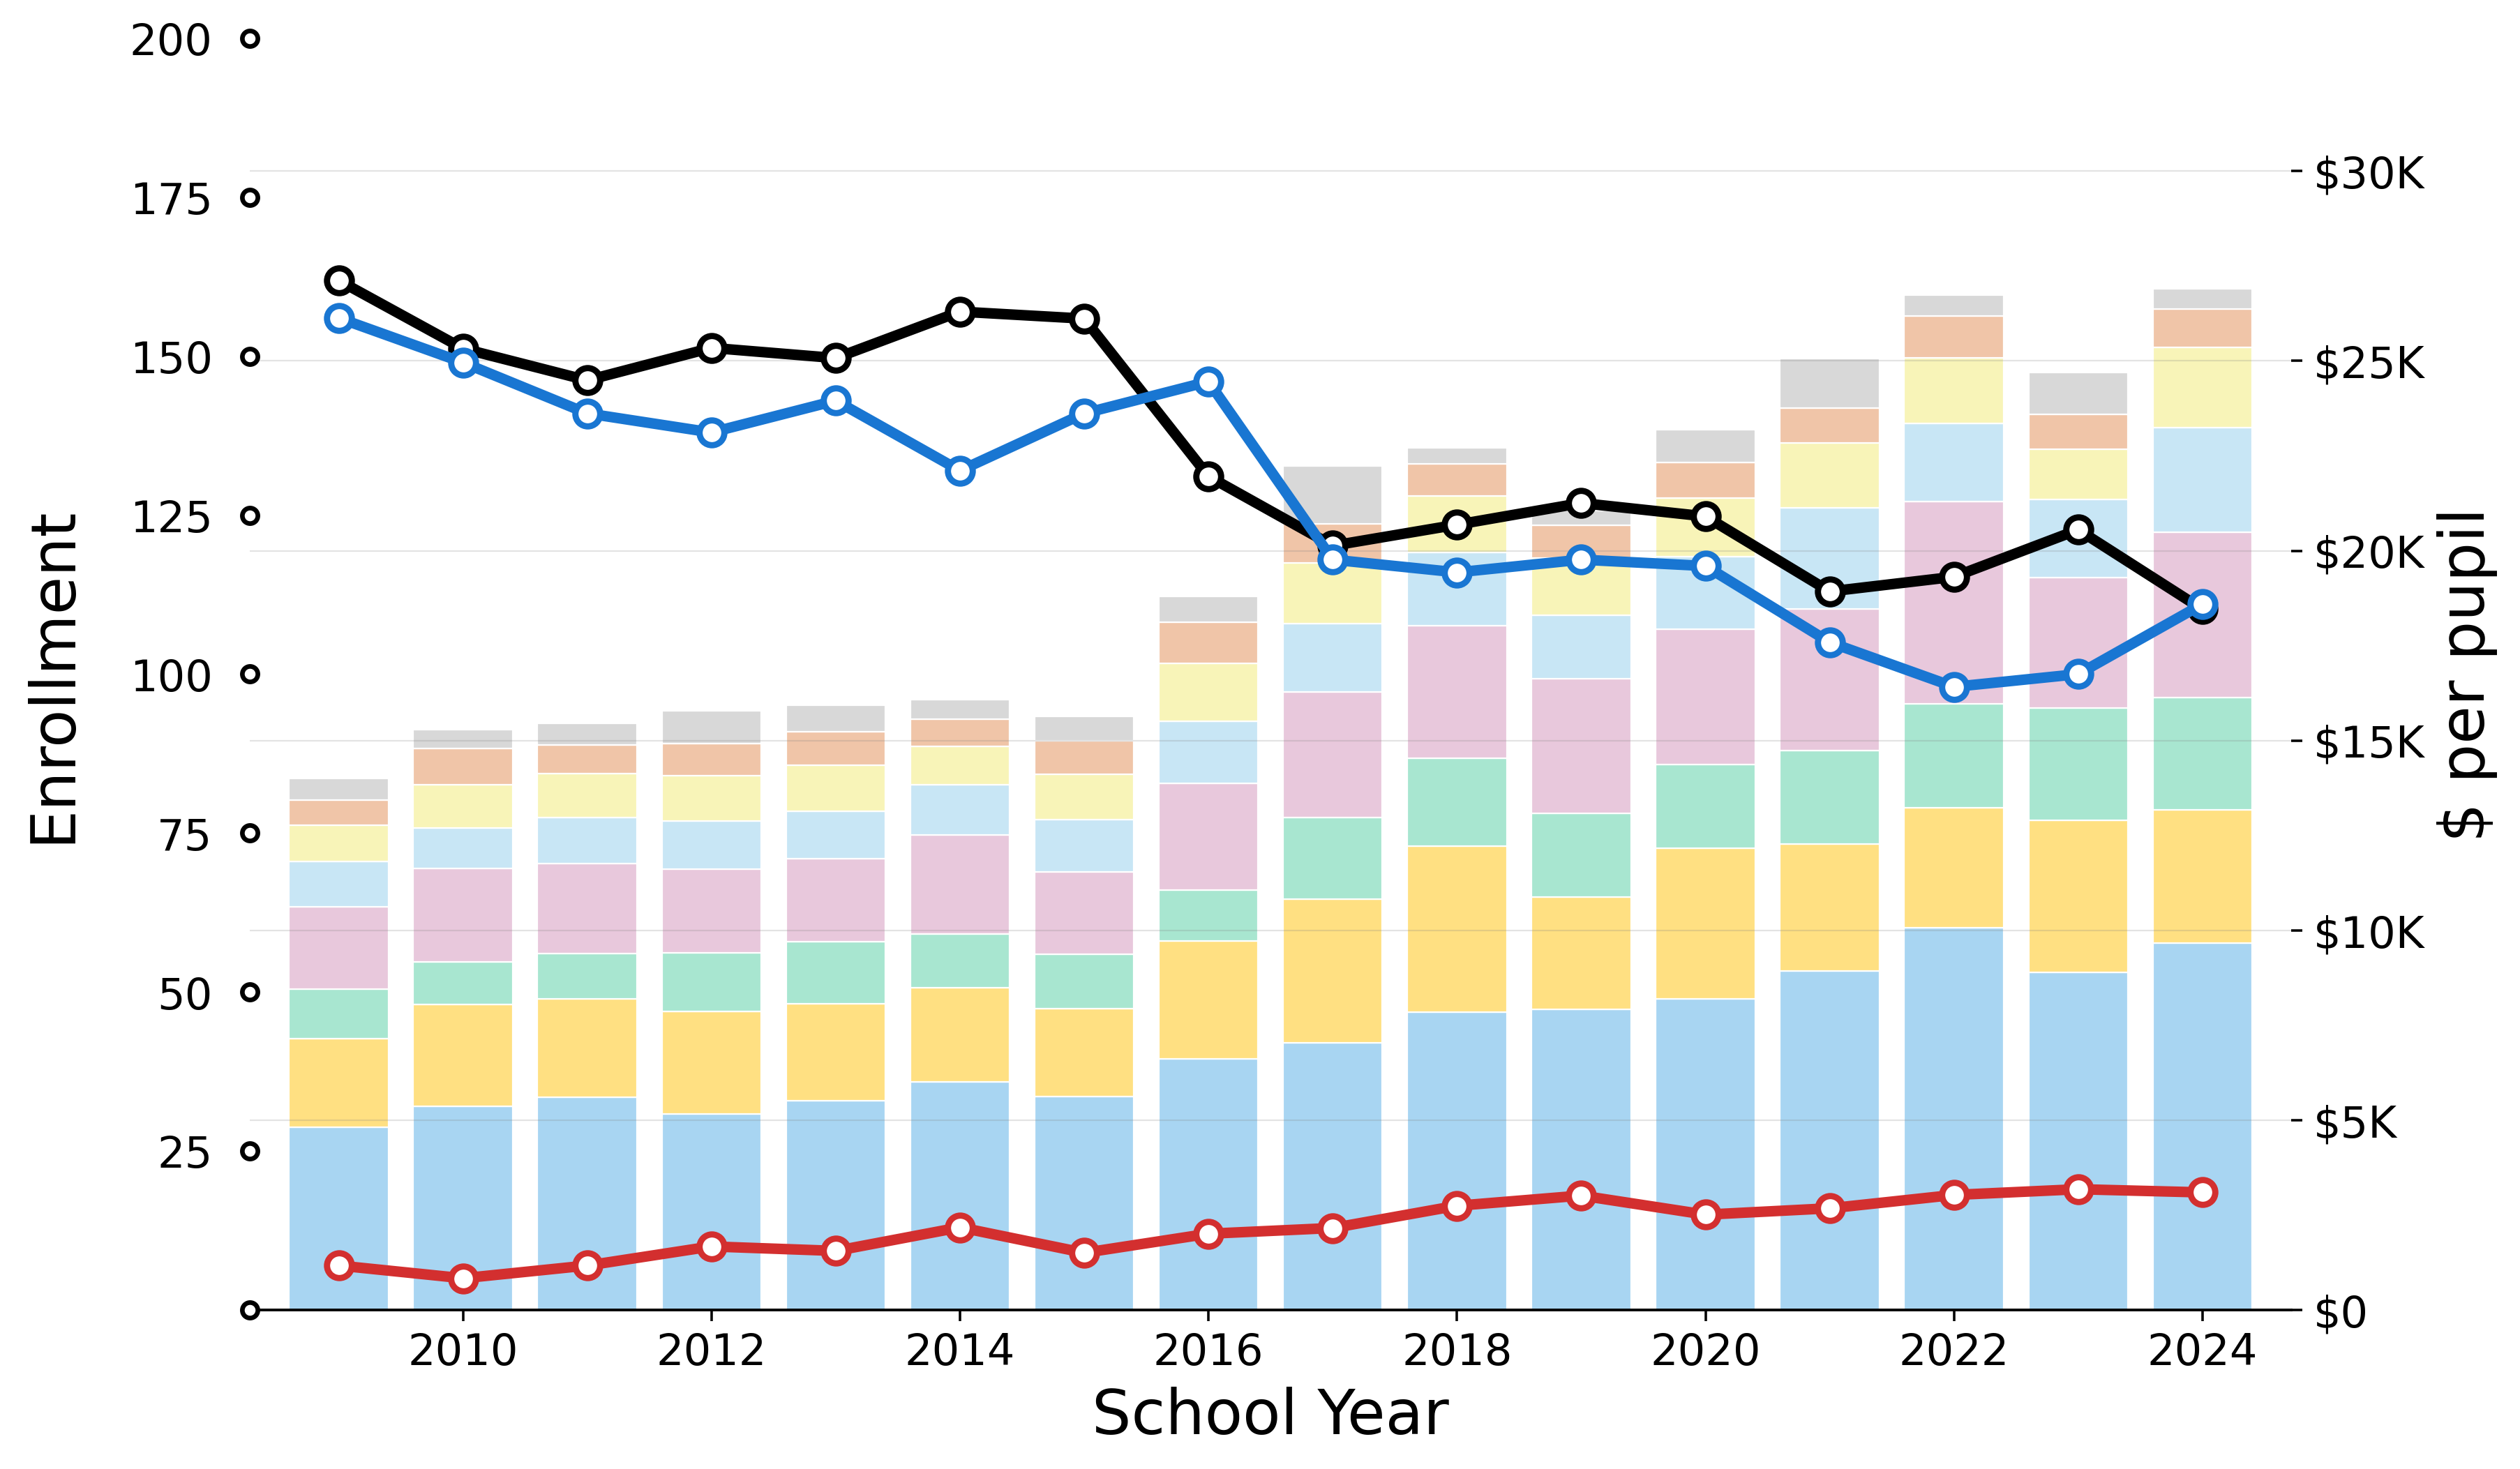 200
175
150
125
100
75
50
25
Enrollment
$30K
$25K
$20K
$15K
$10K
$5K
$0
$ per pupil
2010 2012 2014 2016 2018 2020 2022 2024
School Year